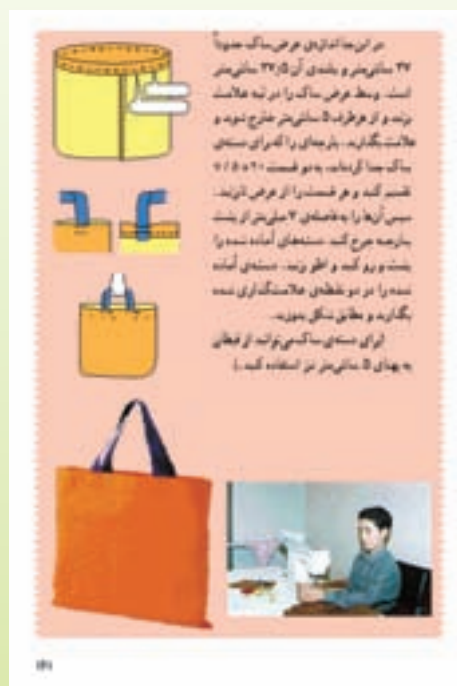 در این‌جا اندازه‌ی عرض ساک حدوداً
۳۷ سانتی‌متر و بلندی آن ۳۷/۵ سانتی‌متر
است. وسط عرض ساک را در لبه علامت
بزنید و از هر طرف ۵ سانتی‌متر خارج شوید و
علامت بگذارید. پارچه‌ای را که برای دسته‌ی
ساک جدا کرده‌اید، به دو قسمت
تقسیم کنید و هر قسمت را از عرض تا بزنید.
سپس آن‌ها را به فاصله‌ی ۷ میلی‌متر از پشت
پارچه چرخ کنید دسته‌های آماده شده را
پشت و رو کنید و اطو بزنید. دسته‌ی آماده
شده را در دو نقطه‌ی علامت‌گذاری شده
بگذارید و مطابق شکل بدوزید.
(برای دسته‌ی ساک می‌توانید از قیطان
به پهنای ۵ سانتی‌متر نیز استفاده کنید.)